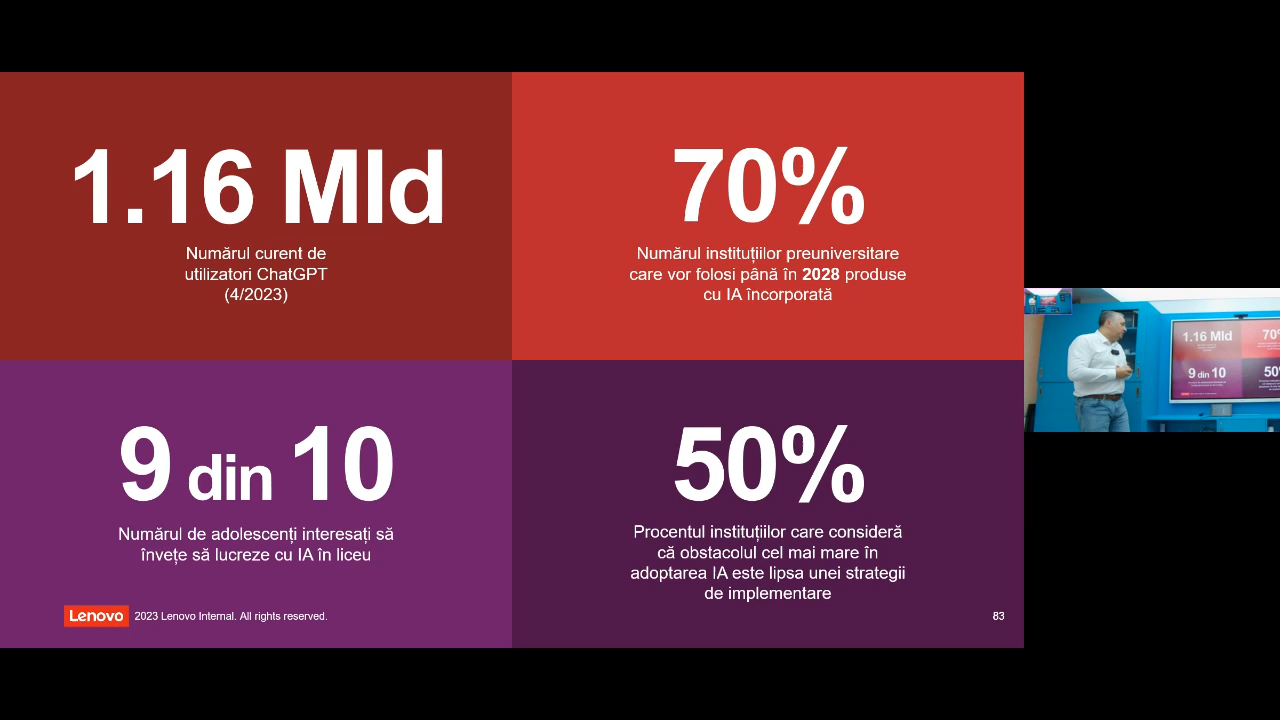 1.16 Mld
Numărul curent de
utilizatori ChatGPT
(4/2023)
70%
Numărul instituțiilor preuniversitare
care vor folosi până în 2028 produse
cu IA încorporată
9 din 10
Numărul de adolescenți interesați să
învețe să lucreze cu IA în liceu
50%
Procentul instituțiilor care consideră
că obstacolul cel mai mare în
adoptarea IA este lipsa unei strategii
de implementare
Lenovo 2023 Lenovo Internal. All rights reserved.
83
1.16 Mld
70%
9 din 10
50%